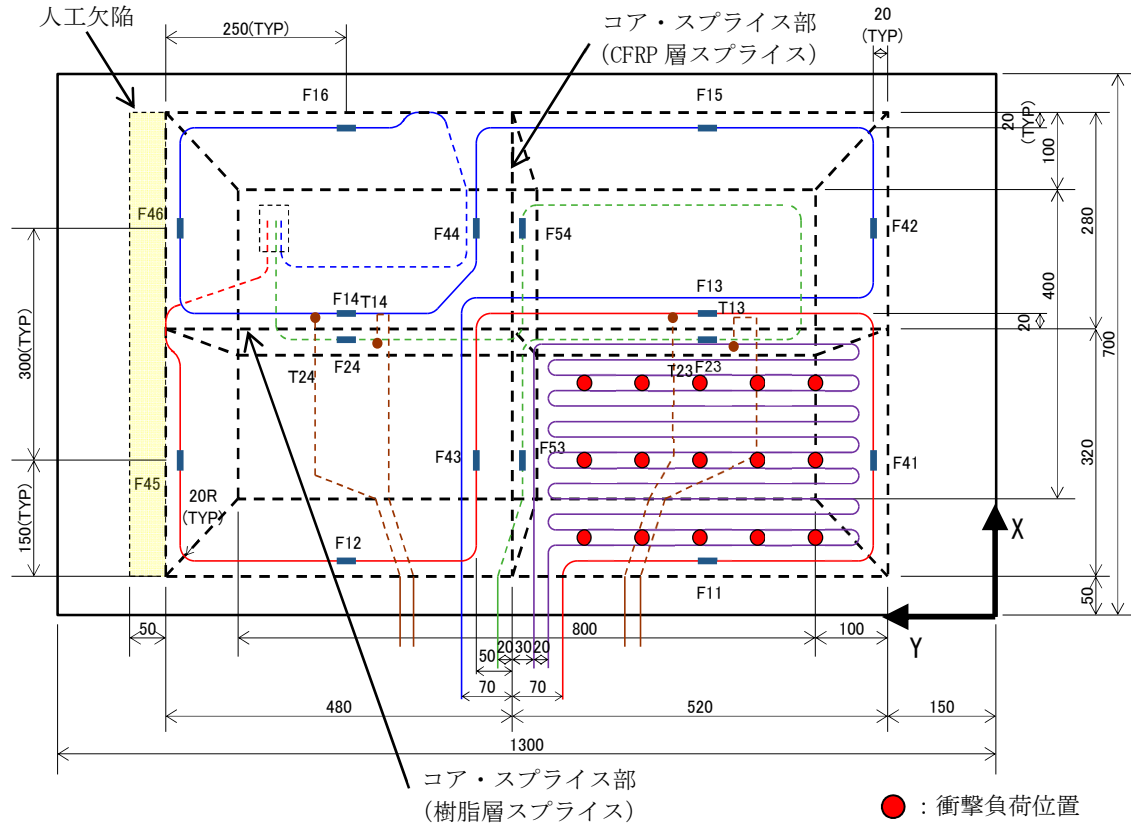 人工欠陥
250(TYP)
コア・スプライス部
(CFRP 層スプライス)
20
(TYP)
F16
F15
20
(TYP)
100
280
F46
F44
F54
F42
400
F13
F14
T14
T13
20
700
300(TYP)
T24
F24
T23
F23
F45
F43
F53
F41
320
150(TYP)
20R
(TYP)
F12
F11
X
50
50
800
100
Y
20
30
20
50
70
70
480
520
150
1300
コア・スプライス部
(樹脂層スプライス)
：衝撃負荷位置